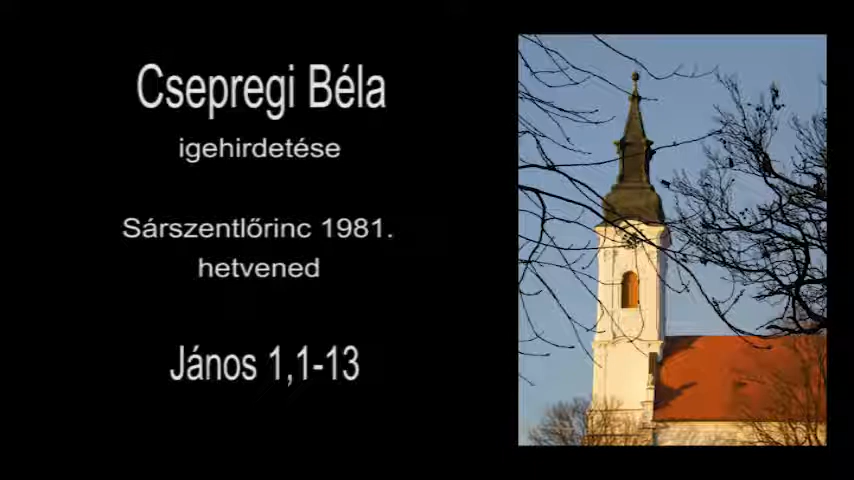 Csepregi Béla
igehirdetése
Sárszentlőrinc 1981.
hetvened
János 1,1-13